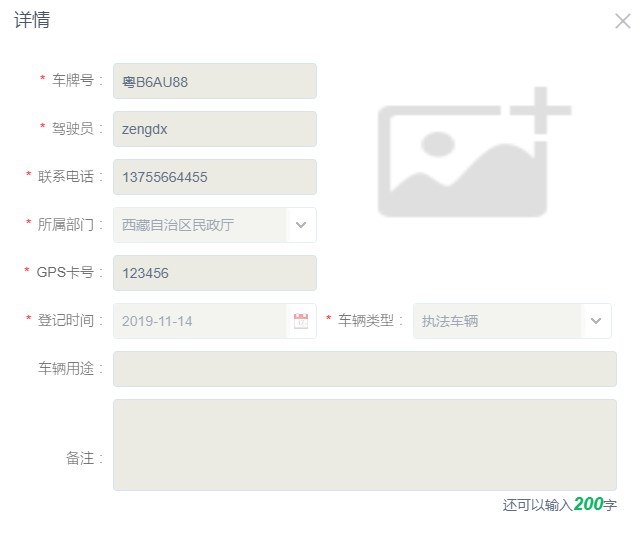 详情
* 车牌号： 粤B6AU88
* 驾驶员： zengdx
* 联系电话： 13755664455
* 所属部门： 西藏自治区民政厅
* GPS卡号： 123456
* 登记时间： 2019-11-14 * 车辆类型： 执法车辆
车辆用途：
备注：
还可以输入200字